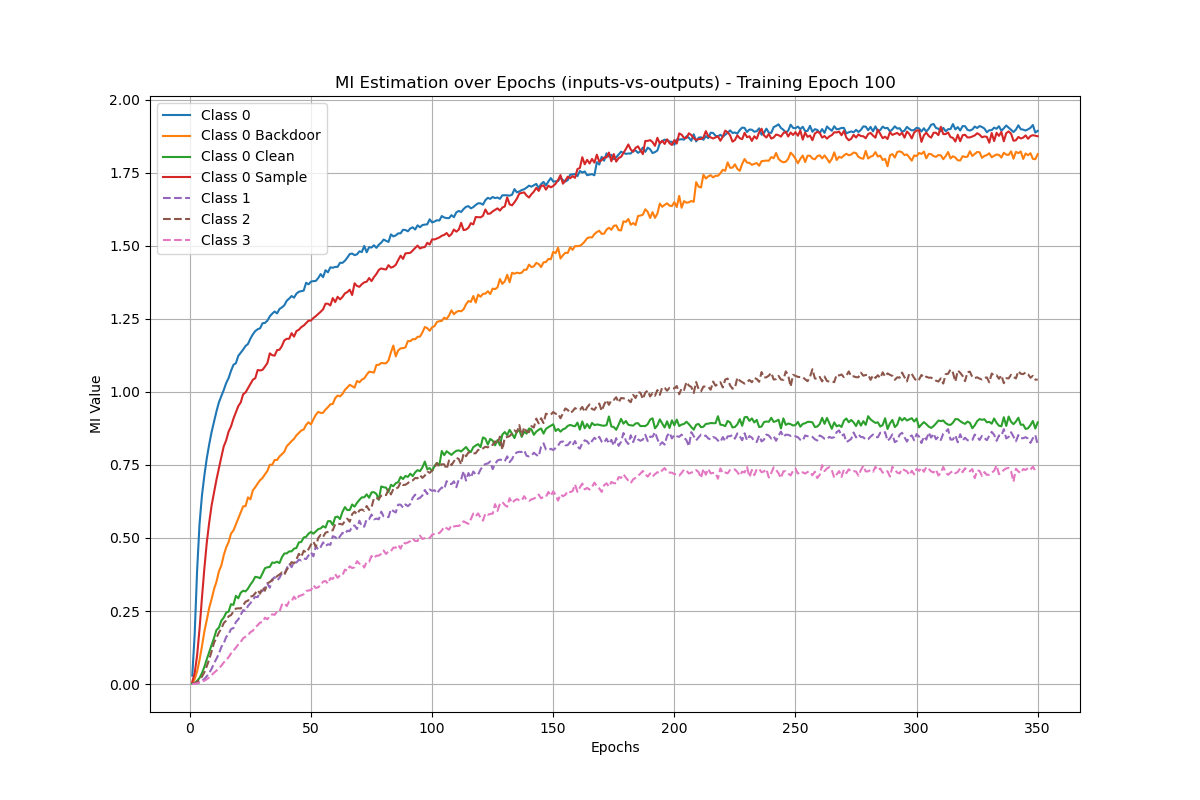 MI Estimation over Epochs (inputs-vs-outputs) - Training Epoch 100
2.00
1.75
1.50
1.25
1.00
0.75
0.50
0.25
0.00
MI Value
Class 0
Class 0 Backdoor
Class 0 Clean
Class 0 Sample
Class 1
Class 2
Class 3
0 50 100 150 200 250 300 350
Epochs